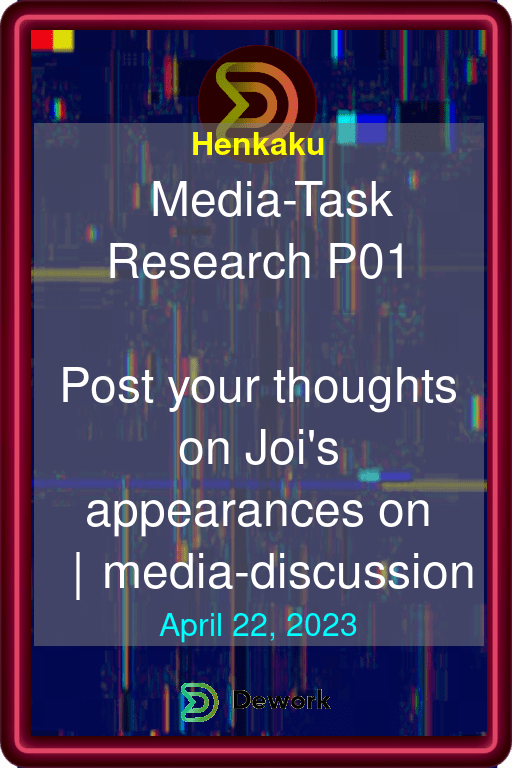 Henkaku
Media-Task
Research P01
Post your thoughts
on Joi's
appearances on
｜media-discussion
April 22, 2023
Dework